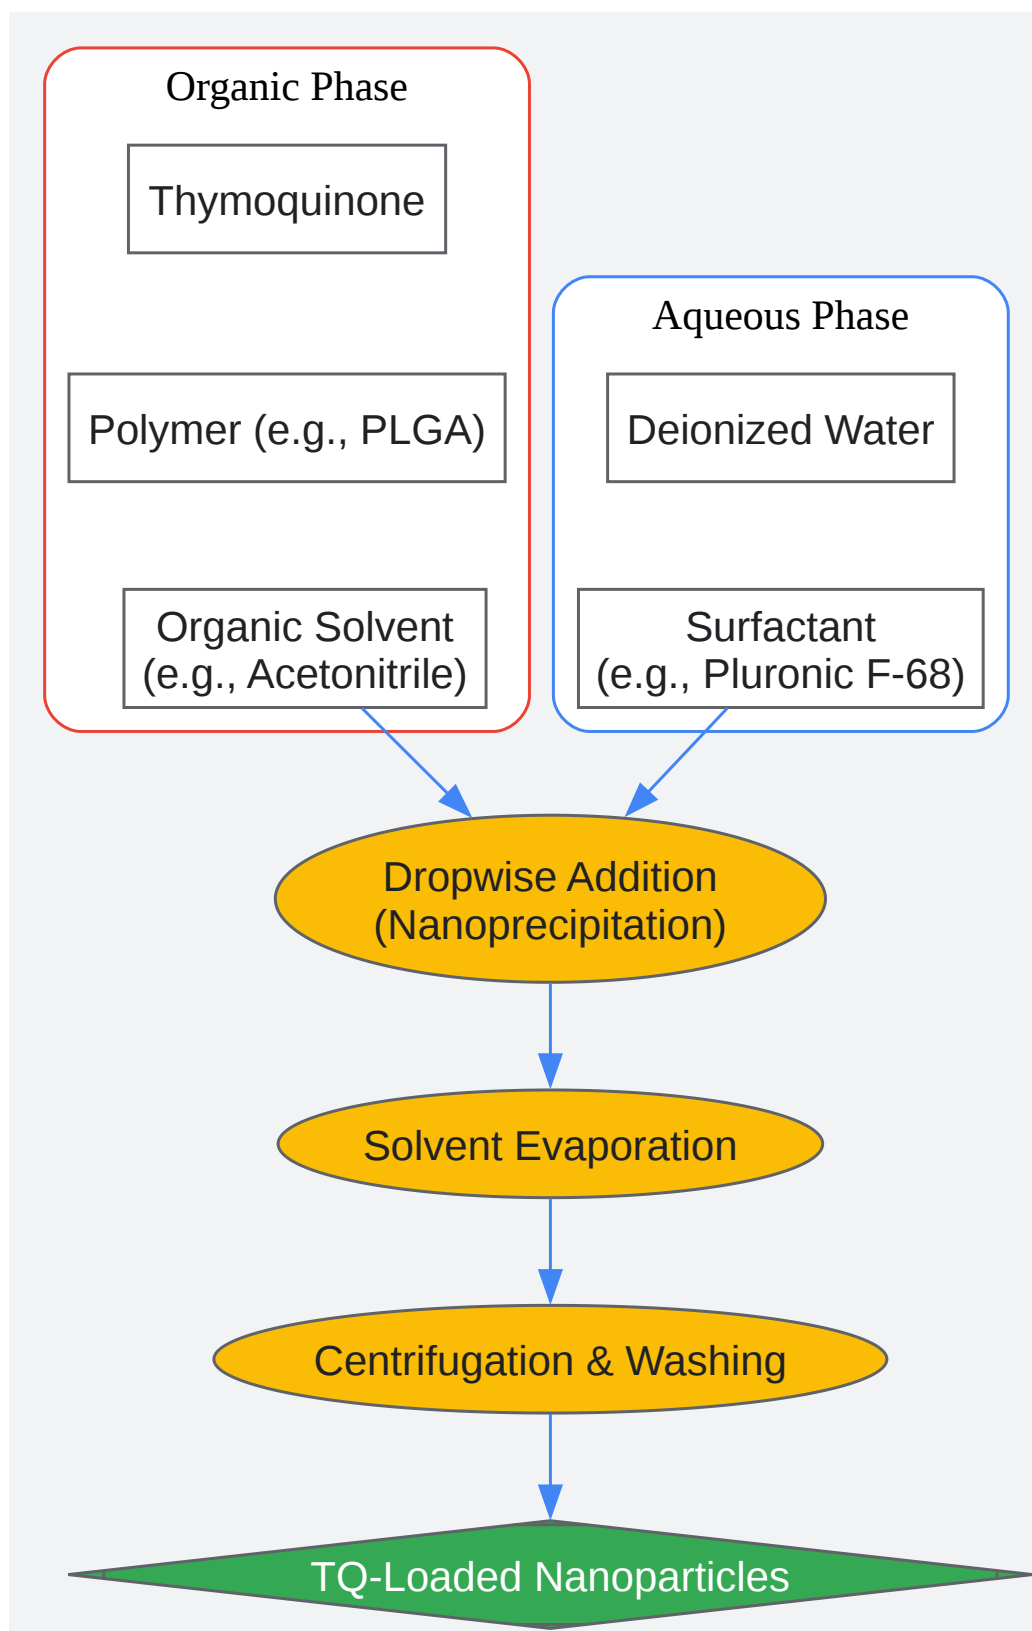 Organic Phase
Thymoquinone
Polymer (e.g., PLGA)
Organic Solvent
(e.g., Acetonitrile)
Aqueous Phase
Deionized Water
Surfactant
(e.g., Pluronic F-68)
Dropwise Addition
(Nanoprecipitation)
Solvent Evaporation
Centrifugation & Washing
TQ-Loaded Nanoparticles